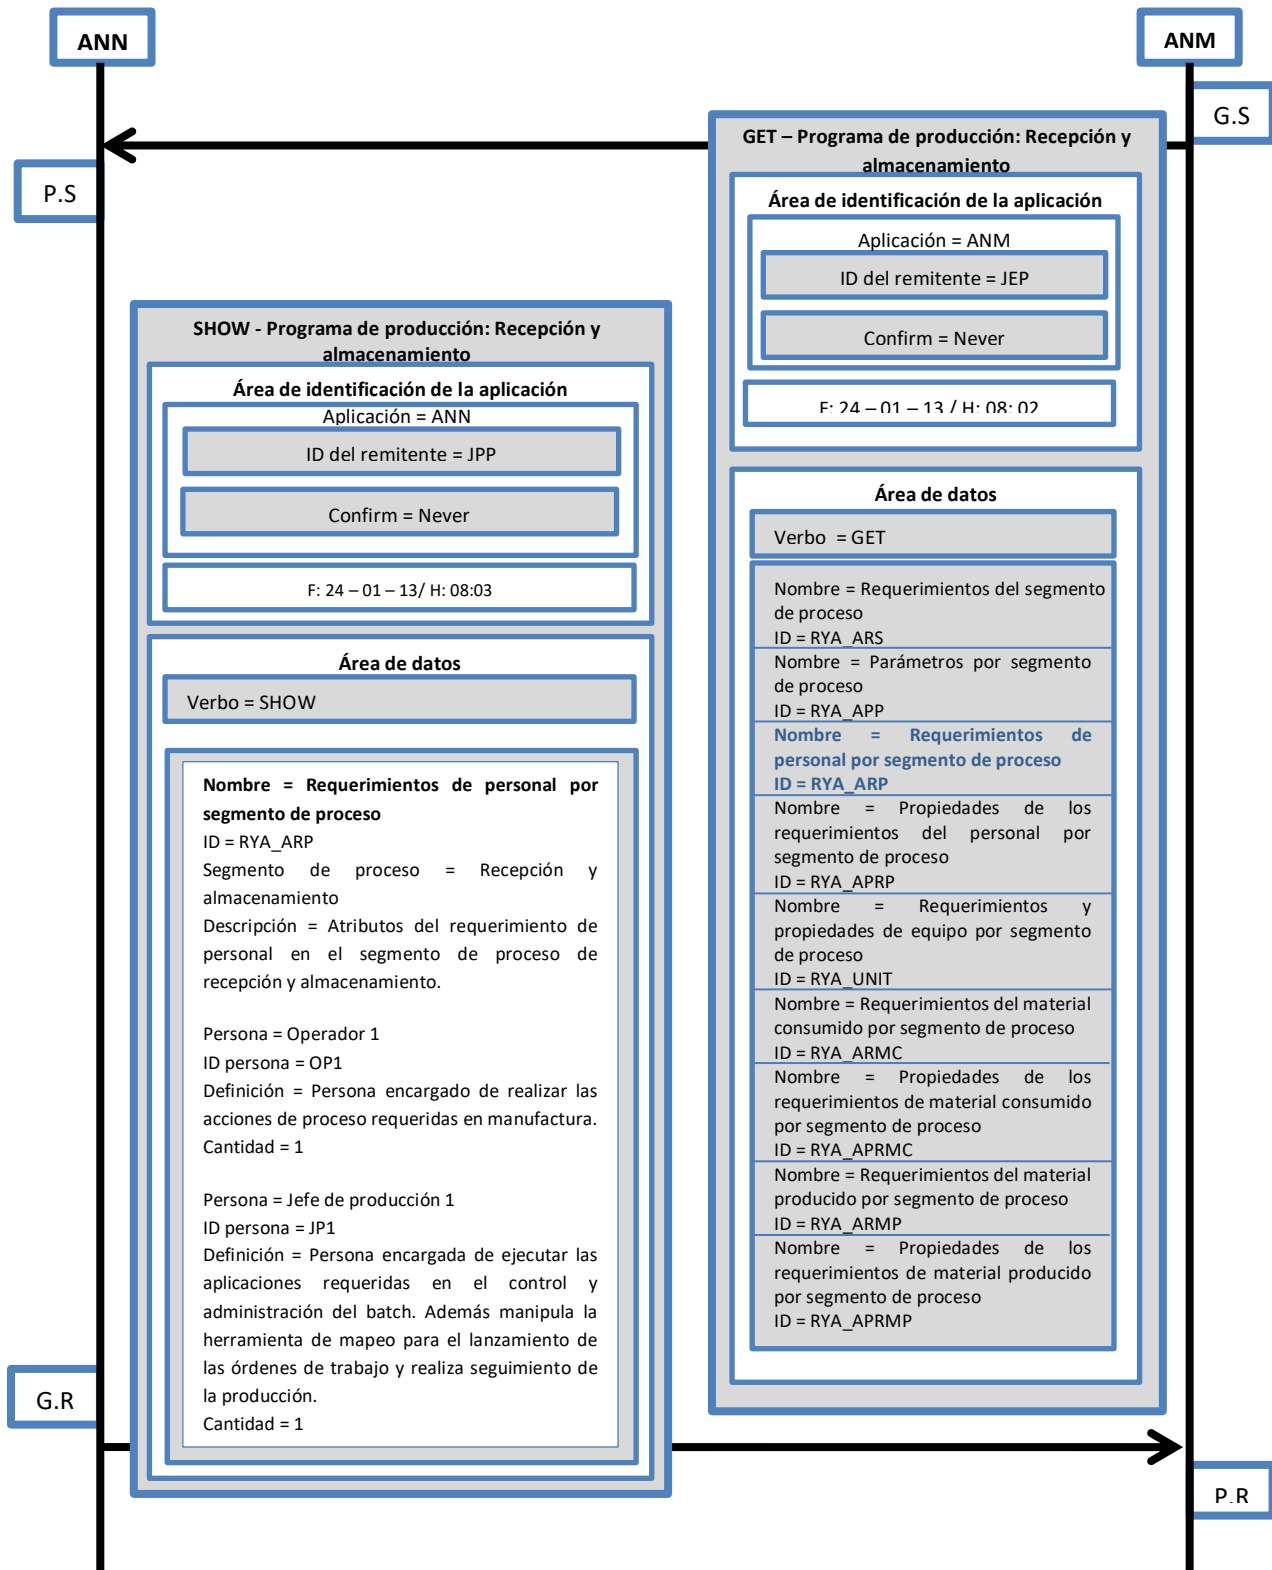 ANN
ANM
G.S
P.S
GET – Programa de producción: Recepción y
almacenamiento
Área de identificación de la aplicación
Aplicación = ANM
ID del remitente = JEP
Confirm = Never
F: 24 – 01 – 13 / H: 08: 02
Área de datos
Verbo = GET
Nombre = Requerimientos del segmento
de proceso
ID = RYA_ARS
Nombre = Parámetros por segmento
de proceso
ID = RYA_APP
Nombre = Requerimientos de
personal por segmento de proceso
ID = RYA_ARP
Nombre = Propiedades de los
requerimientos del personal por
segmento de proceso
ID = RYA_APRP
Nombre = Requerimientos y
propiedades de equipo por segmento
de proceso
ID = RYA_UNIT
Nombre = Requerimientos del material
consumido por segmento de proceso
ID = RYA_ARMC
Nombre = Propiedades de los
requerimientos de material consumido
por segmento de proceso
ID = RYA_APRMC
Nombre = Requerimientos del material
producido por segmento de proceso
ID = RYA_ARMP
Nombre = Propiedades de los
requerimientos de material producido
por segmento de proceso
ID = RYA_APRMP
SHOW - Programa de producción: Recepción y
almacenamiento
Área de identificación de la aplicación
Aplicación = ANN
ID del remitente = JPP
Confirm = Never
F: 24 – 01 – 13/ H: 08:03
Área de datos
Verbo = SHOW
Nombre = Requerimientos de personal por
segmento de proceso
ID = RYA_ARP
Segmento de proceso = Recepción y
almacenamiento
Descripción = Atributos del requerimiento de
personal en el segmento de proceso de
recepción y almacenamiento.
Persona = Operador 1
ID persona = OP1
Definición = Persona encargado de realizar las
acciones de proceso requeridas en manufactura.
Cantidad = 1
Persona = Jefe de producción 1
ID persona = JP1
Definición = Persona encargada de ejecutar las
aplicaciones requeridas en el control y
administración del batch. Además manipula la
herramienta de mapeo para el lanzamiento de
las órdenes de trabajo y realiza seguimiento de
la producción.
Cantidad = 1
G.R
P.R